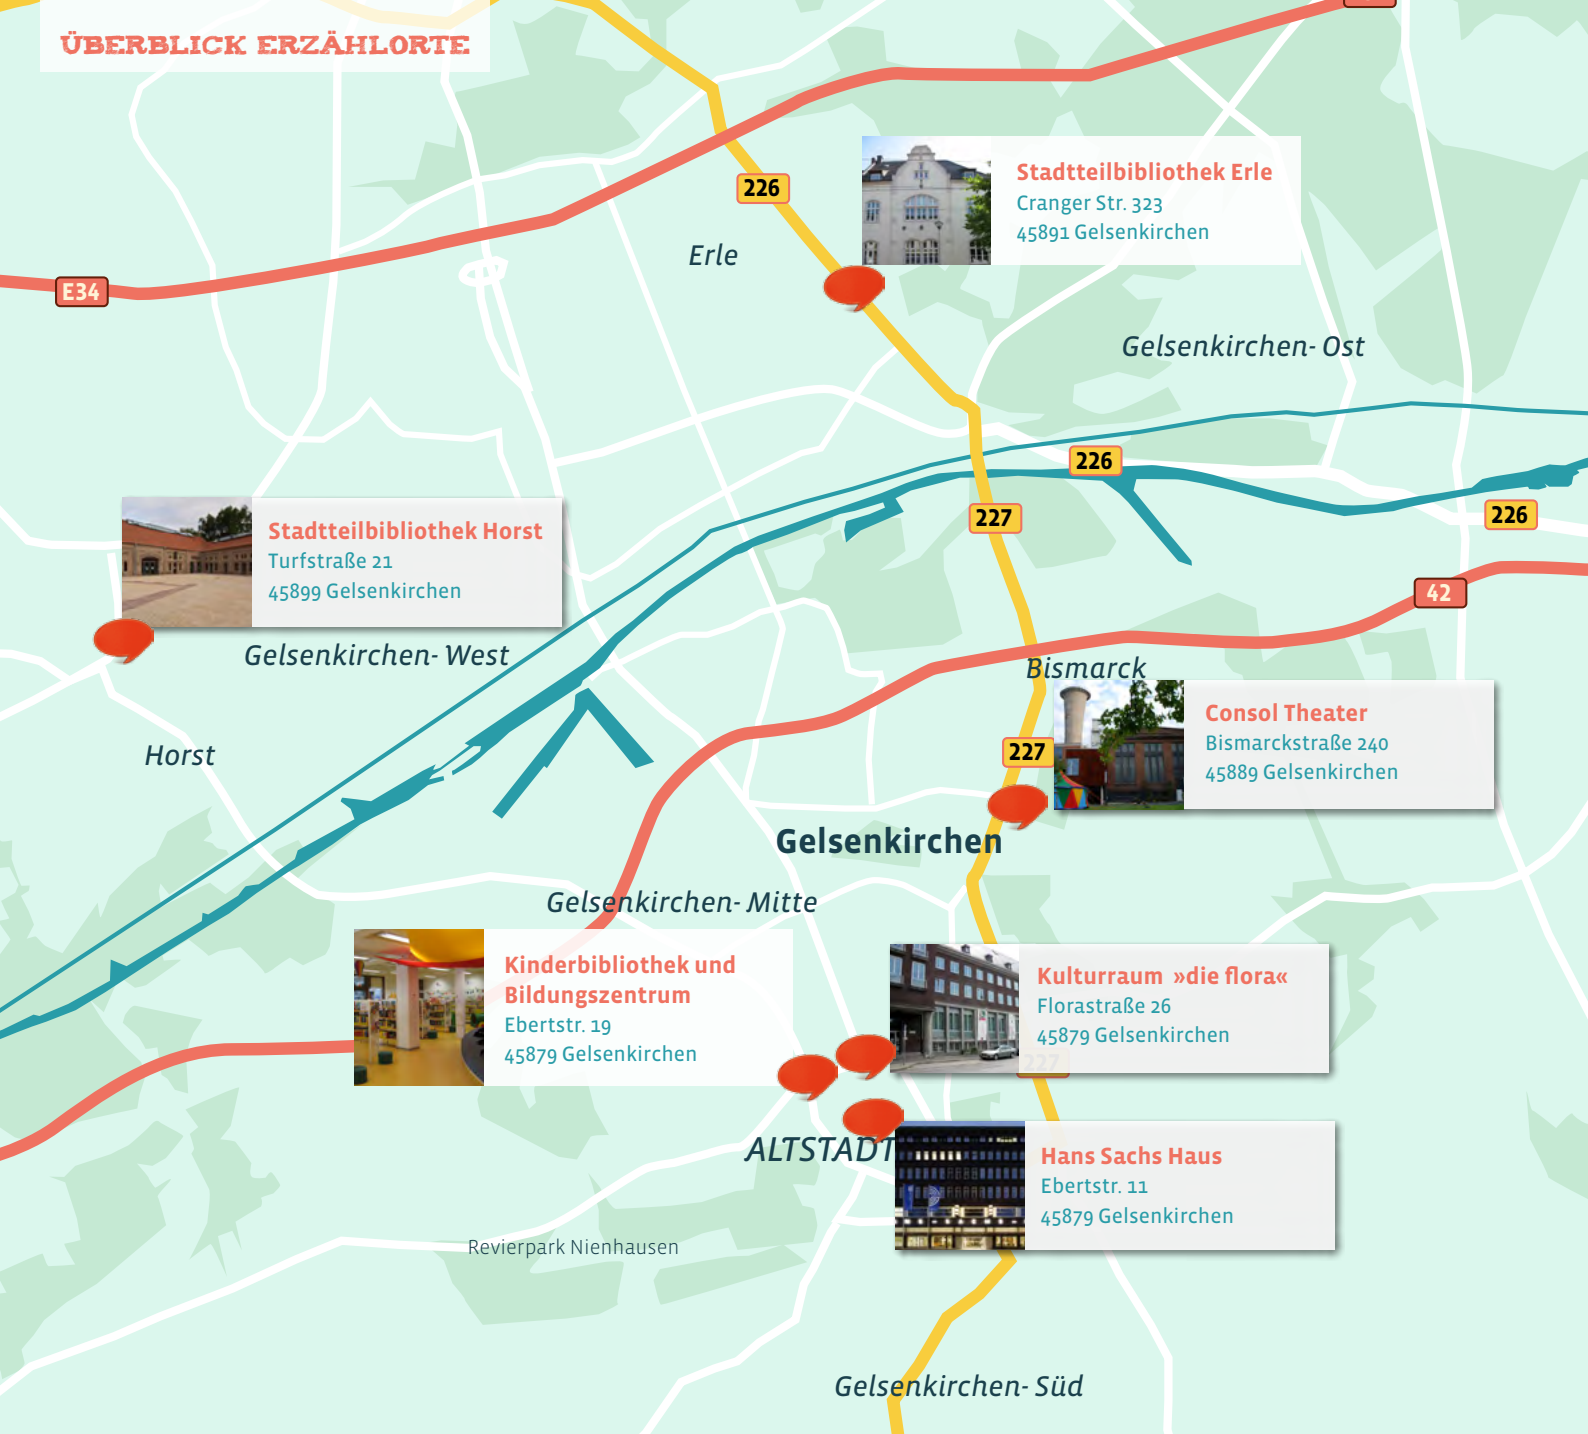 ÜBERBLICK ERZÄHLORTE
226
Stadtteilbibliothek Erle
Cranger Str. 323
45891 Gelsenkirchen
Erle
E34
Gelsenkirchen- Ost
226
227
226
Stadtteilbibliothek Horst
Turfstraße 21
45899 Gelsenkirchen
42
Gelsenkirchen- West
Bismarck
Horst
227
Consol Theater
Bismarckstraße 240
45889 Gelsenkirchen
Gelsenkirchen
Gelsenkirchen- Mitte
Kinderbibliothek und
Bildungszentrum
Ebertstr. 19
45879 Gelsenkirchen
Kulturraum »die flora«
Florastraße 26
45879 Gelsenkirchen
227
ALTSTADT
Hans Sachs Haus
Ebertstr. 11
45879 Gelsenkirchen
Revierpark Nienhausen
Gelsenkirchen- Süd